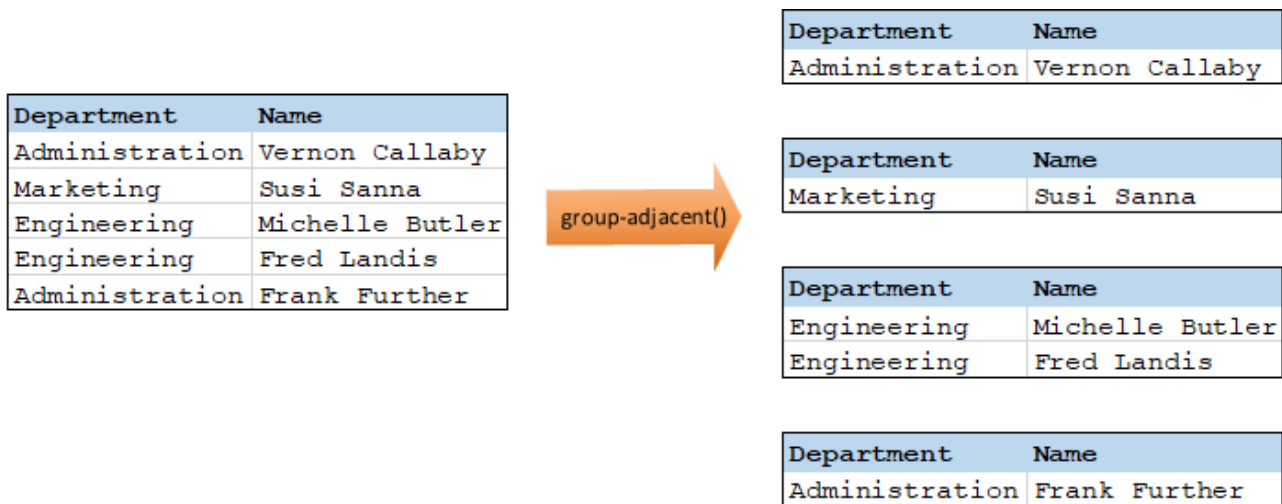 Department Name
Administration Vernon Callaby
Marketing Susi Sanna
Engineering Michelle Butler
Engineering Fred Landis
Administration Frank Further
group-adjacent()
Department Name
Administration Vernon Callaby
Department Name
Marketing Susi Sanna
Department Name
Engineering Michelle Butler
Engineering Fred Landis
Department Name
Administration Frank Further